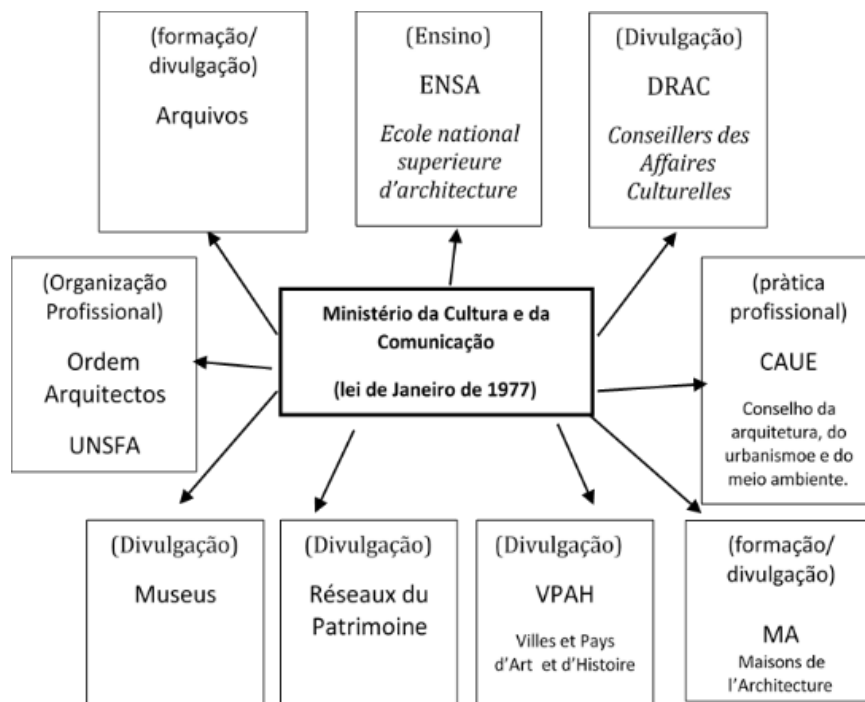 (formação/
divulgação)
Arquivos
(Ensino)
ENSA
Ecole national
superieure
d’architecture
(Divulgação)
DRAC
Conseillers des
Affaires
Culturelles
(Organização
Profissional)
Ordem
Arquitectos
UNSFA
Ministério da Cultura e da
Comunicação
(lei de Janeiro de 1977)
(pràtica
profissional)
CAUE
Conselho da
arquitetura, do
urbanismoe e do
meio ambiente.
(Divulgação)
Museus
(Divulgação)
Réseaux du
Patrimoine
(Divulgação)
VPAH
Villes et Pays
d’Art et d’Histoire
(formação/
divulgação)
MA
Maisons de
l’Architecture